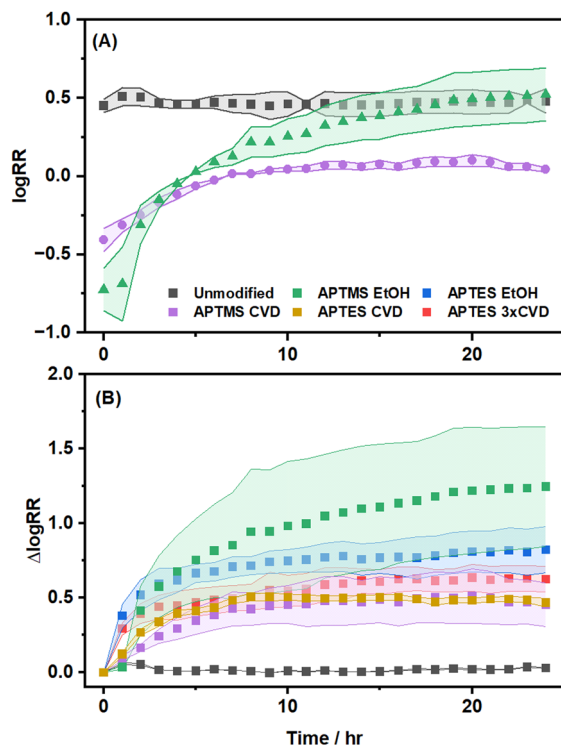 (A)
1.0
0.5
0.0
−0.5
−1.0
logRR
Unmodified APTMS EtOH APTES EtOH
APTMS CVD APTES CVD APTES 3xCVD
0 10 20
(B)
2.0
1.5
1.0
0.5
0.0
ΔlogRR
0 10 20
Time / hr